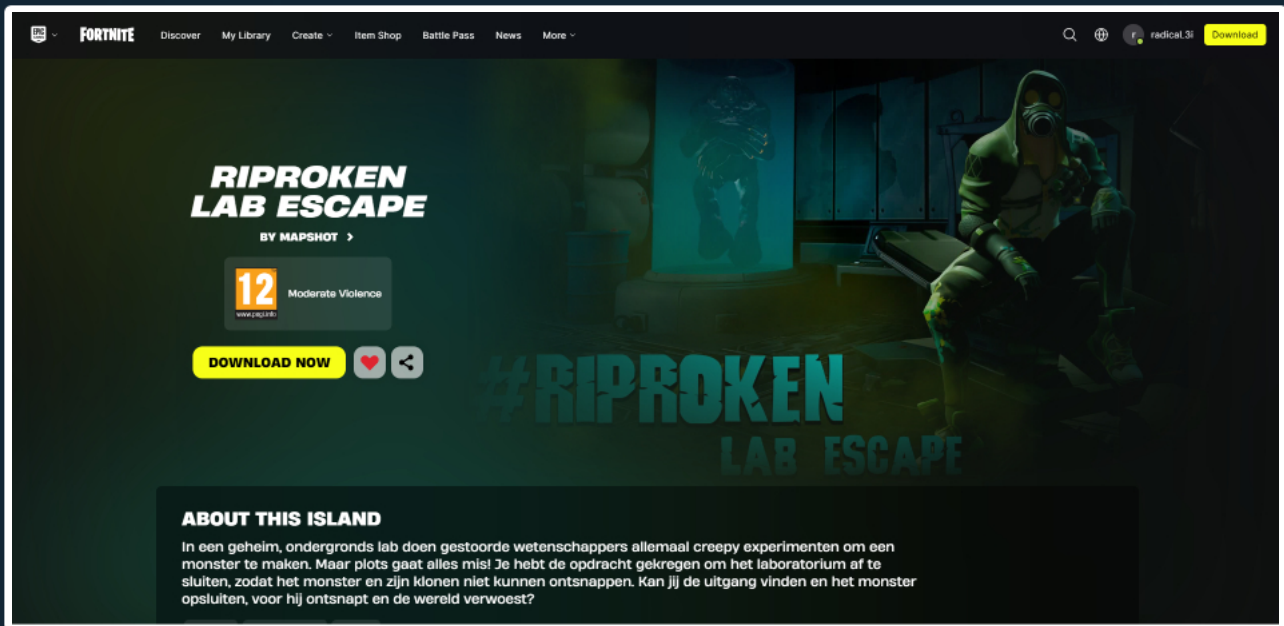 EPIC GAMES
FORTNITE Discover My Library Create Item Shop Battle Pass News More
r radical.3i Download
RIPROKEN
LAB ESCAPE
BY MAPSHOT >
12
www.pegi.info
Moderate Violence
DOWNLOAD NOW
#RIPROKEN
LAB ESCAPE
ABOUT THIS ISLAND
In een geheim, ondergronds lab doen gestoorde wetenschappers allemaal creepy experimenten om een
monster te maken. Maar plots gaat alles mis! Je hebt de opdracht gekregen om het laboratorium af te
sluiten, zodat het monster en zijn klonen niet kunnen ontsnappen. Kan jij de uitgang vinden en het monster
opsluiten, voor hij ontsnapt en de wereld verwoest?